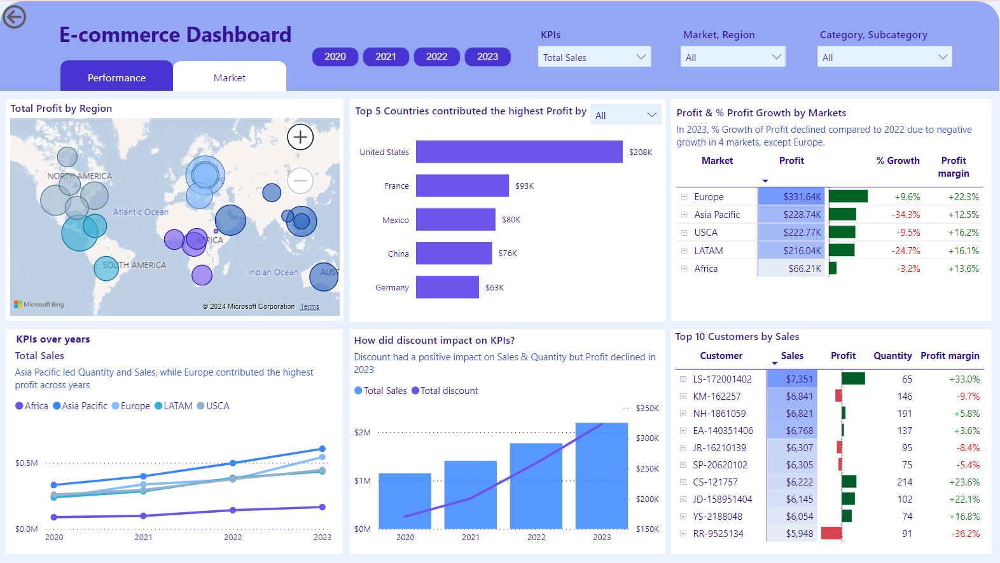 E-commerce Dashboard
2020
2021
2022
2023
KPIs
Total Sales
Market, Region
All
Category, Subcategory
All
Performance
Market
Total Profit by Region
NORTH AMERICA
Atlantic Ocean
AFRICA
SOUTH AMERICA
Indian Ocean
AUST
Microsoft Bing
© 2024 Microsoft Corporation Terms
Top 5 Countries contributed the highest Profit by
All
United States $208K
France $93K
Mexico $80K
China $76K
Germany $63K
Profit & % Profit Growth by Markets
In 2023, % Growth of Profit declined compared to 2022 due to negative
growth in 4 markets, except Europe.
Market Profit % Growth Profit
margin
Europe $331.64K +9.6% +22.3%
Asia Pacific $228.74K -34.3% +12.5%
USCA $222.77K -9.5% +16.2%
LATAM $216.04K -24.7% +16.1%
Africa $66.21K -3.2% +13.6%
KPIs over years
Total Sales
Asia Pacific led Quantity and Sales, while Europe contributed the highest
profit across years
Africa Asia Pacific Europe LATAM USCA
$0.5M
$0.0M
2020 2021 2022 2023
How did discount impact on KPIs?
Discount had a positive impact on Sales & Quantity but Profit declined in
2023
Total Sales Total discount
$350K
$2M
$300K
$250K
$1M
$200K
$0M
$150K
2020 2021 2022 2023
Top 10 Customers by Sales
Customer Sales Profit Quantity Profit margin
LS-172001402 $7,351 65 +33.0%
KM-162257 $6,841 146 -9.7%
NH-1861059 $6,821 191 +5.8%
EA-140351406 $6,768 137 +3.6%
JR-16210139 $6,307 95 -8.4%
SP-20620102 $6,305 75 -5.4%
CS-121757 $6,222 214 +23.6%
JD-158951404 $6,145 102 +22.1%
YS-2188048 $6,054 74 +16.8%
RR-9525134 $5,948 91 -36.2%